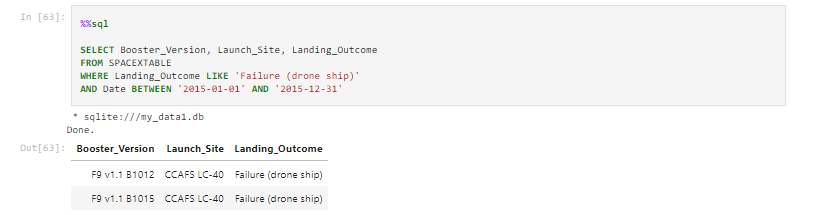 In [63]:
%%sql
SELECT Booster_Version, Launch_Site, Landing_Outcome
FROM SPACEXTABLE
WHERE Landing_Outcome LIKE 'Failure (drone ship)'
AND Date BETWEEN '2015-01-01' AND '2015-12-31'
* sqlite:///my_data1.db
Done.
Out[63]:
Booster_Version Launch_Site Landing_Outcome
F9 v1.1 B1012 CCAFS LC-40 Failure (drone ship)
F9 v1.1 B1015 CCAFS LC-40 Failure (drone ship)